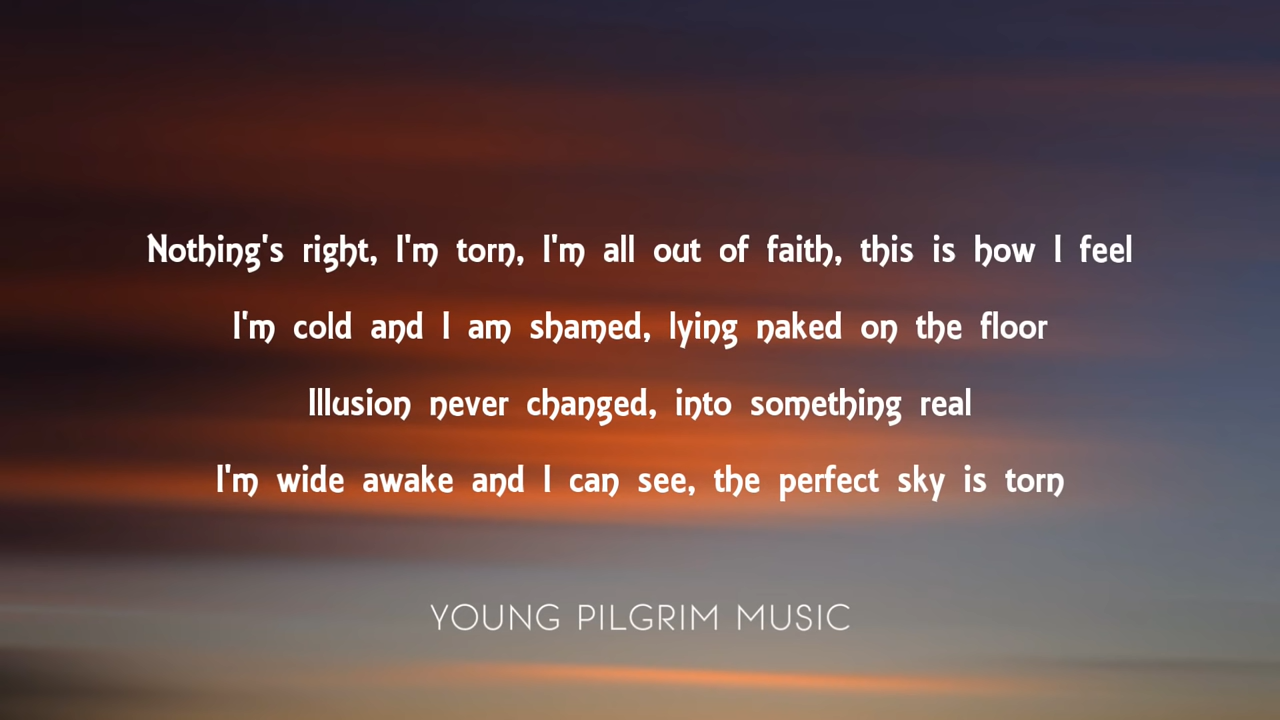 Nothing's right, I'm torn, I'm all out of faith, this is how I feel
I'm cold and I am shamed, lying naked on the floor
Illusion never changed, into something real
I'm wide awake and I can see, the perfect sky is torn
YOUNG PILGRIM MUSIC